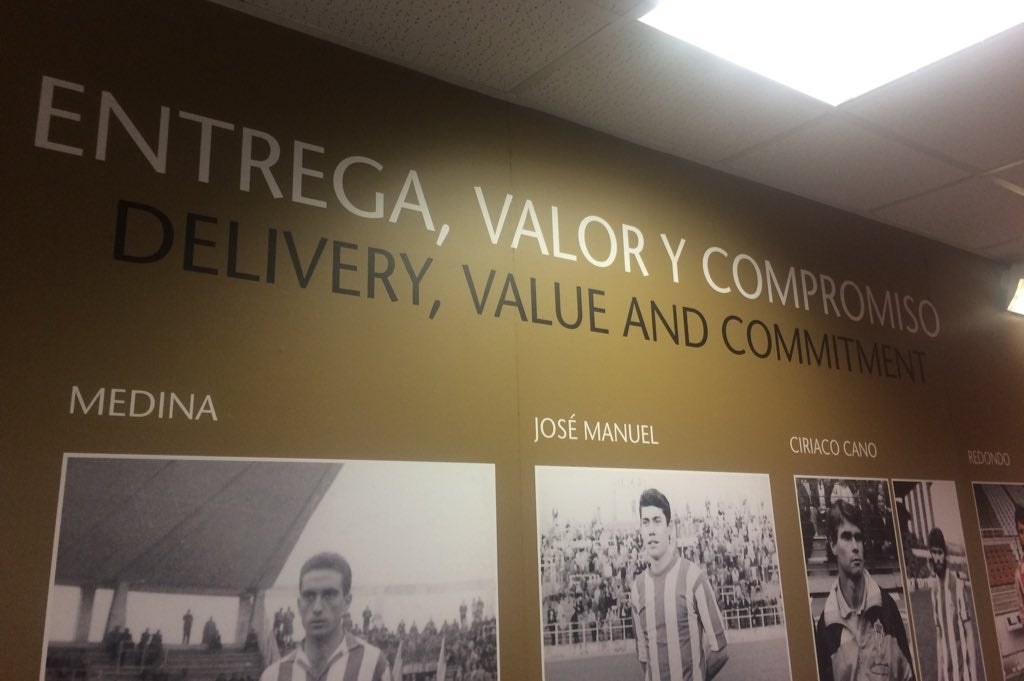 ENTREGA, VALOR Y COMPROMISO
DELIVERY, VALUE AND COMMITMENT
MEDINA
JOSÉ MANUEL
CIRIACO CANO
REDONDO